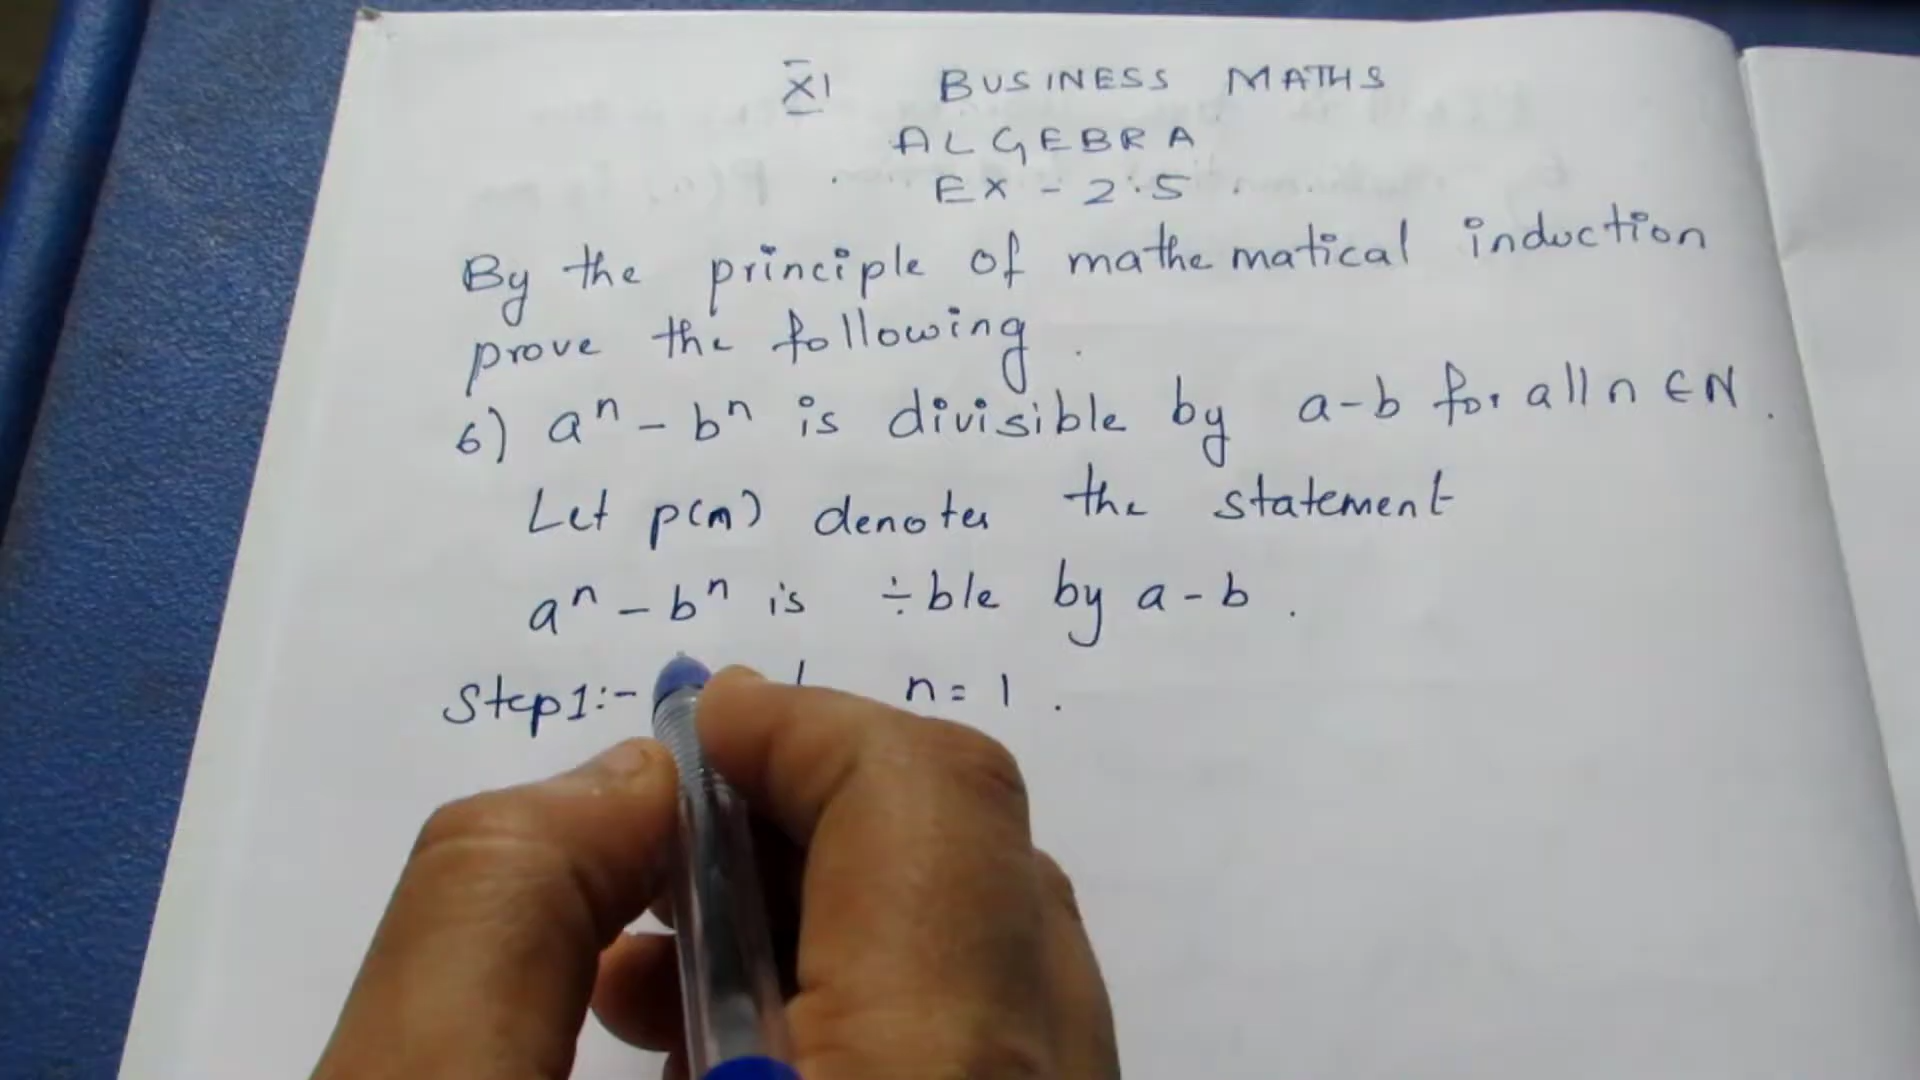 XI BUSINESS MATHS
ALGEBRA
EX - 2.5
By the principle of mathematical induction
prove the following.
6) aⁿ - bⁿ is divisible by a-b for all n ∈ N.
Let p(n) denotes the statement
aⁿ - bⁿ is ÷ble by a - b.
Step1:- n = 1.